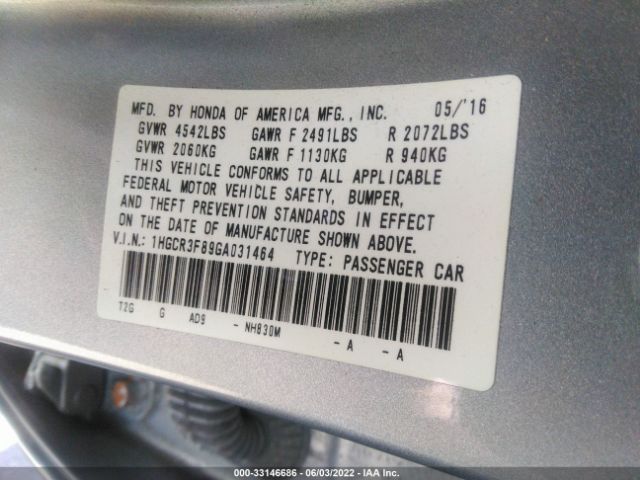 MFD. BY HONDA OF AMERICA MFG., INC. 05/'16
GVWR 4542LBS GAWR F 2491LBS R 2072LBS
GVWR 2060KG GAWR F 1130KG R 940KG
THIS VEHICLE CONFORMS TO ALL APPLICABLE
FEDERAL MOTOR VEHICLE SAFETY, BUMPER,
AND THEFT PREVENTION STANDARDS IN EFFECT
ON THE DATE OF MANUFACTURE SHOWN ABOVE.
V.I.N.: 1HGCR3F89GA031464 TYPE: PASSENGER CAR
T2G G AD9 - NH830M - A - A
000-33146686 - 06/03/2022 - IAA Inc.